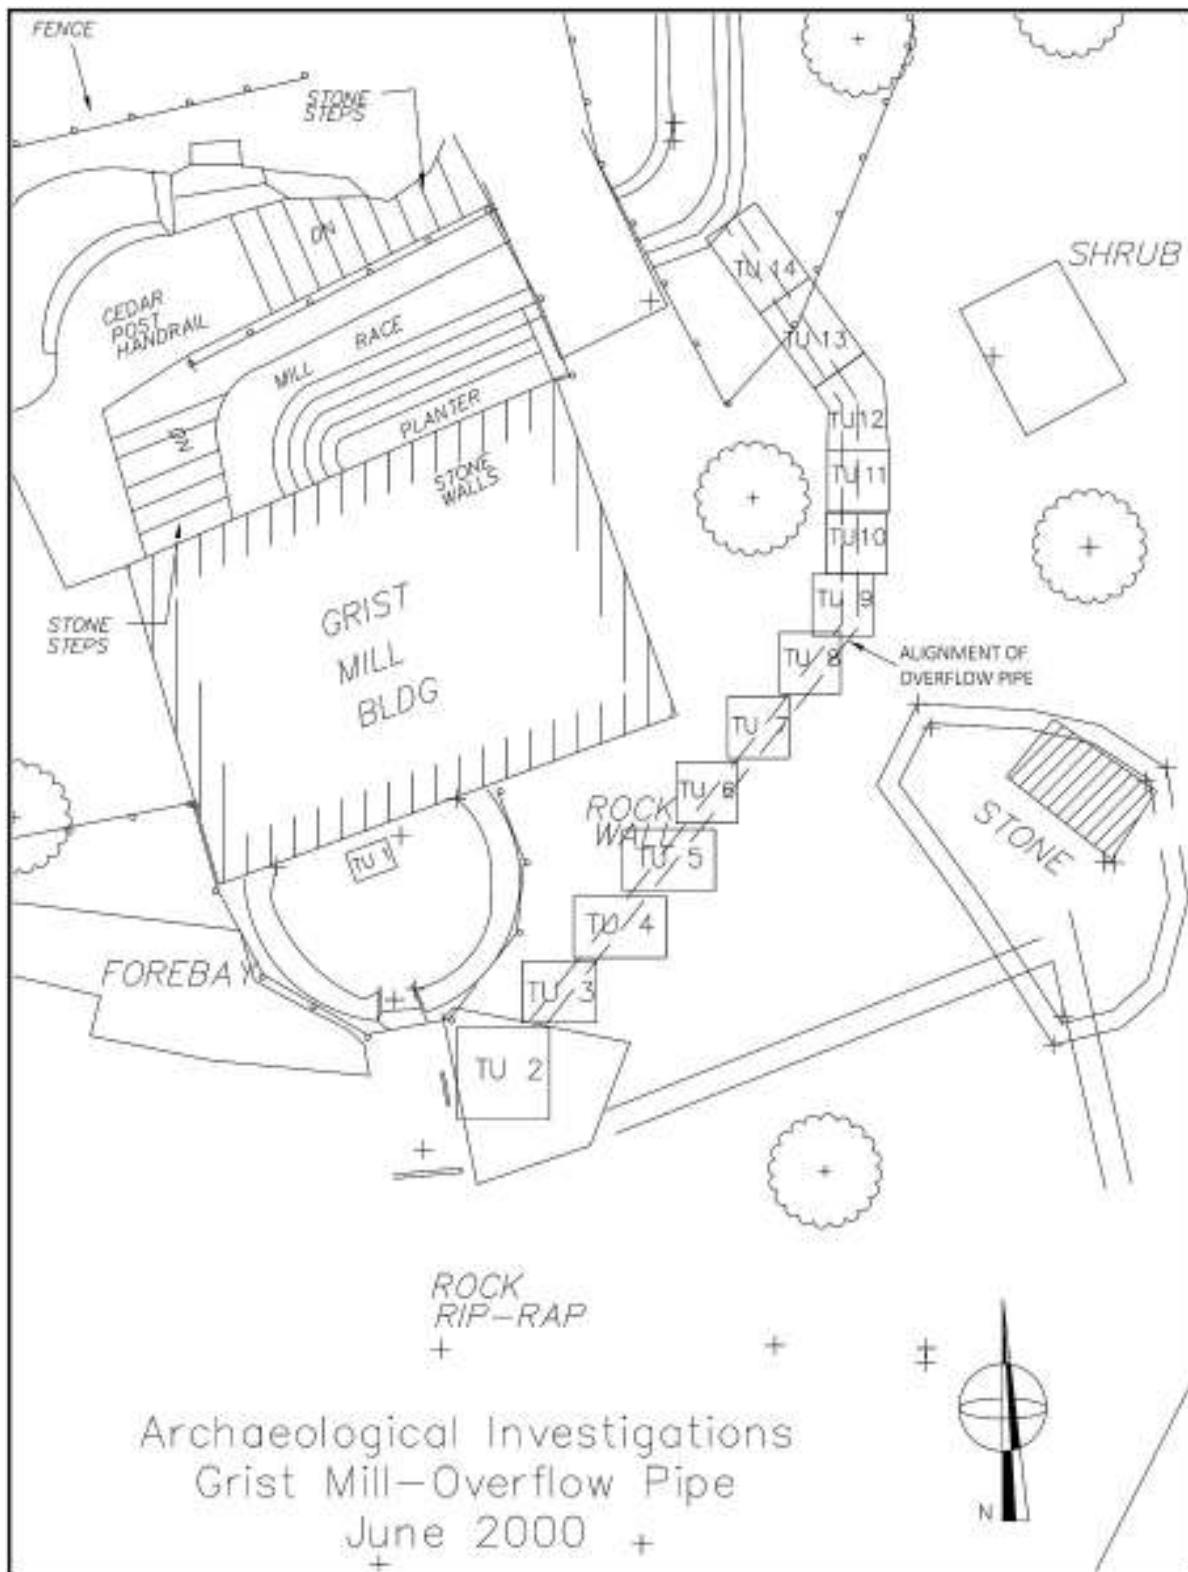 FENCE
STONE
STEPS
SHRUB
DN
CEDAR
POST
HANDRAIL
MILL RACE
PLANTER
DN
STONE
WALLS
STONE
STEPS
GRIST
MILL
BLDG
TU 14
TU 13
TU 12
TU 11
TU 10
TU 9
TU 8
ALIGNMENT OF
OVERFLOW PIPE
TU 7
TU 6
ROCK
WALL
TU 5
STONE
TU 1
TU 4
FOREBAY
TU 3
TU 2
ROCK
RIP-RAP
N
Archaeological Investigations
Grist Mill-Overflow Pipe
June 2000